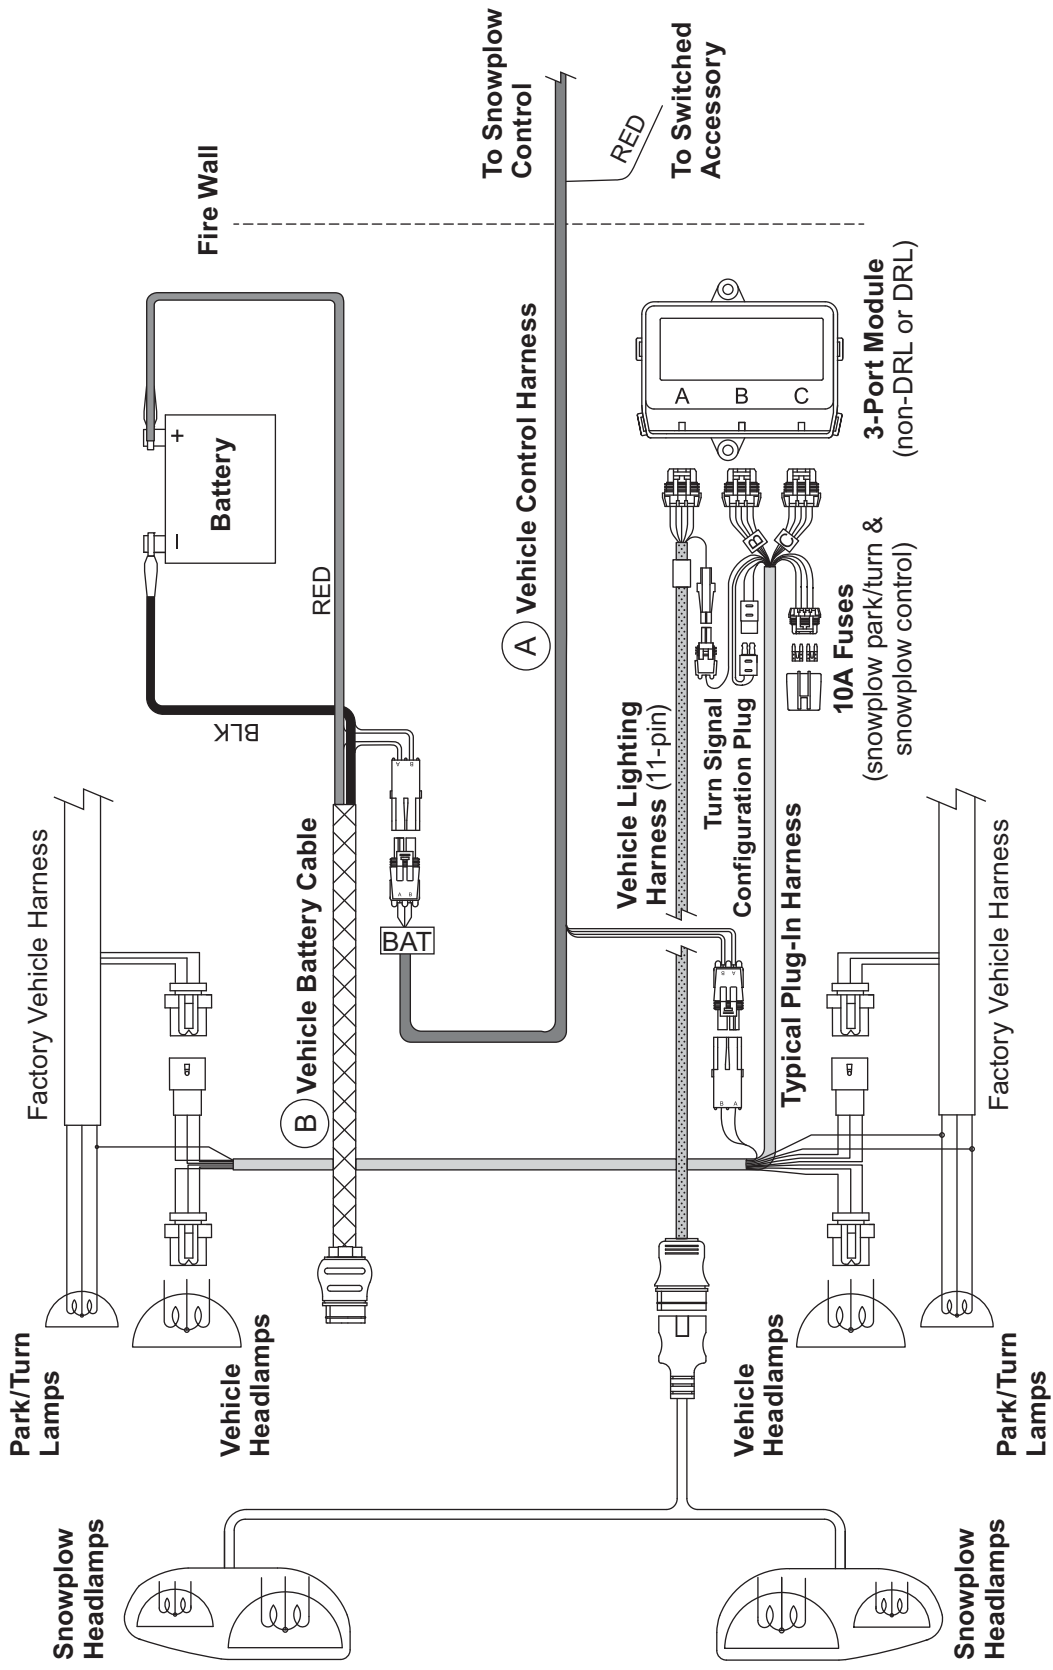 Snowplow
Headlamps
Park/Turn
Lamps
Vehicle
Headlamps
Factory Vehicle Harness
B
Vehicle Battery Cable
BLK
RED
Battery
+
–
Fire Wall
A
B
A
B
BAT
A
Vehicle Control Harness
To Snowplow
Control
RED
To Switched
Accessory
Vehicle Lighting
Harness (11-pin)
Turn Signal
Configuration Plug
B
A
B
A
Typical Plug-In Harness
B
C
A
B
C
3-Port Module
(non-DRL or DRL)
10A Fuses
(snowplow park/turn &
snowplow control)
Vehicle
Headlamps
Factory Vehicle Harness
Park/Turn
Lamps
Snowplow
Headlamps